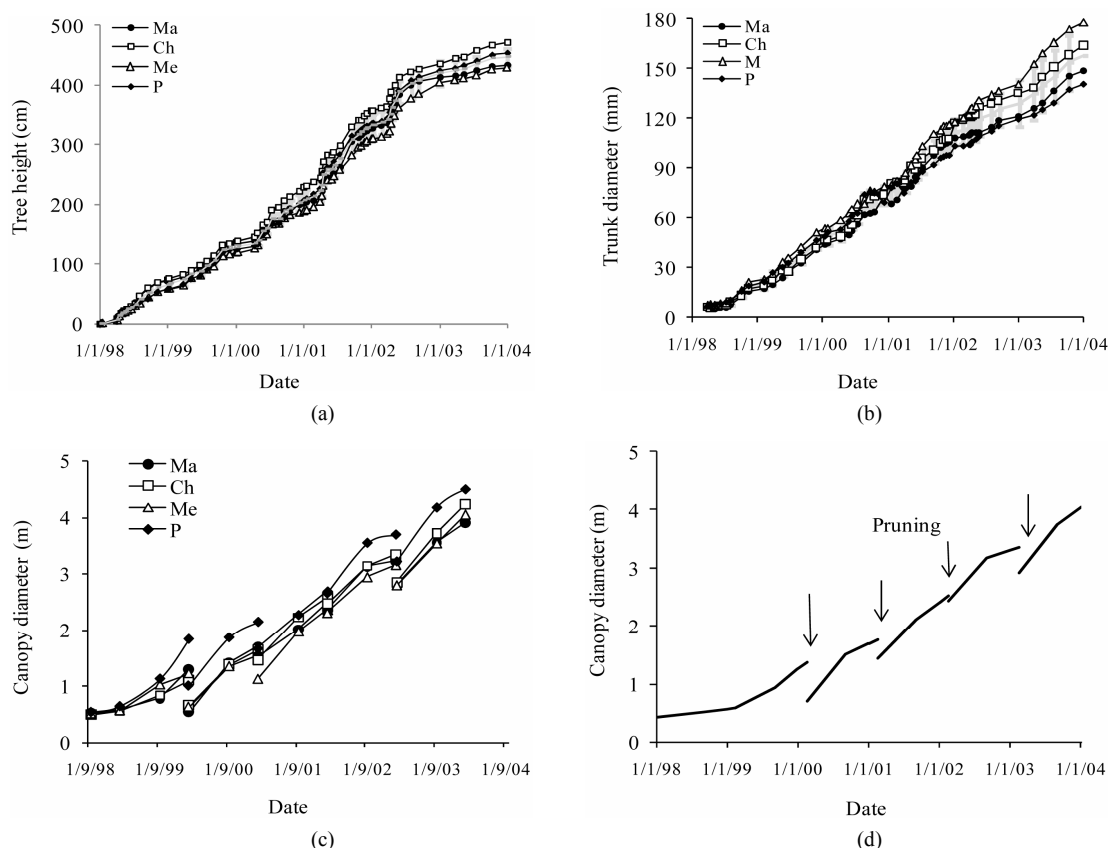 500
400
300
200
100
0
Tree height (cm)
Ma
Ch
Me
P
1/1/98 1/1/99 1/1/00 1/1/01 1/1/02 1/1/03 1/1/04
Date
(a)
180
150
120
90
60
30
0
Trunk diameter (mm)
Ma
Ch
M
P
1/1/98 1/1/99 1/1/00 1/1/01 1/1/02 1/1/03 1/1/04
Date
(b)
5
4
3
2
1
0
Canopy diameter (m)
Ma
Ch
Me
P
1/9/98 1/9/99 1/9/00 1/9/01 1/9/02 1/9/03 1/9/04
Date
(c)
5
4
3
2
1
0
Canopy diameter (m)
Pruning
1/1/98 1/1/99 1/1/00 1/1/01 1/1/02 1/1/03 1/1/04
Date
(d)